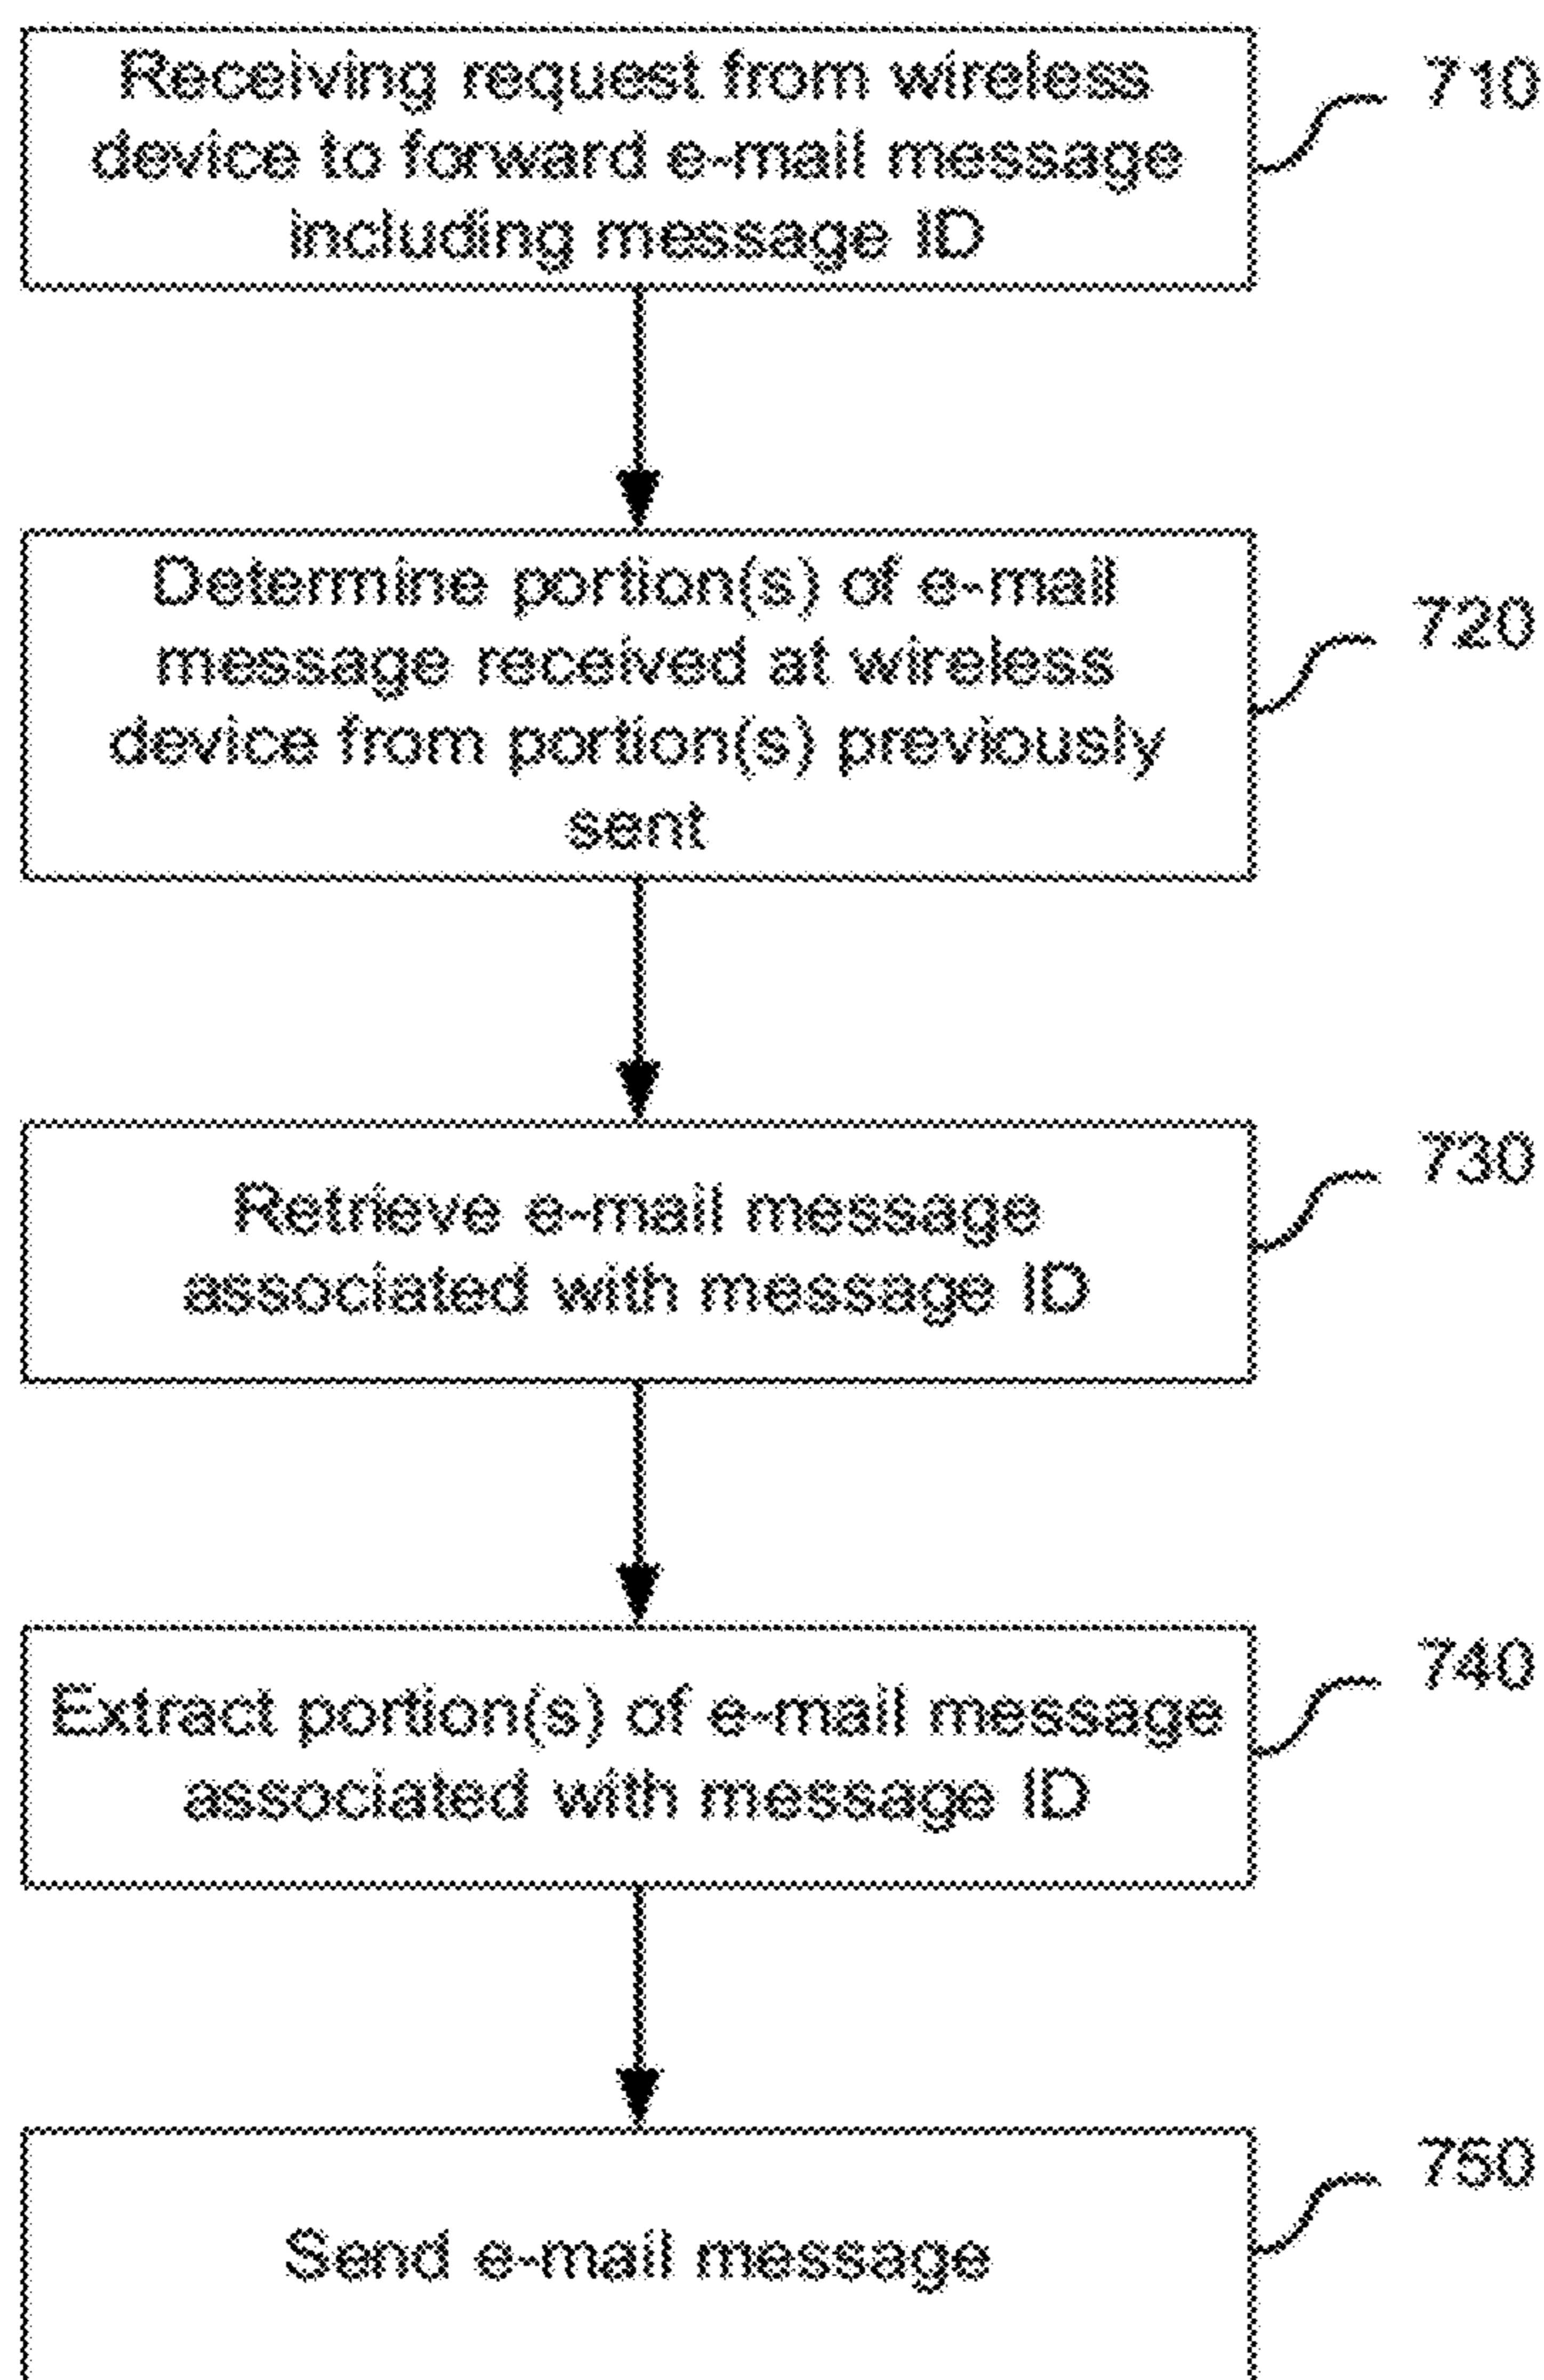 Receiving request from wireless
device to forward e-mail message
including message ID
710
Determine portion(s) of e-mail
message received at wireless
device from portion(s) previously
sent
720
Retrieve e-mail message
associated with message ID
730
Extract portion(s) of e-mail message
associated with message ID
740
Send e-mail message
750